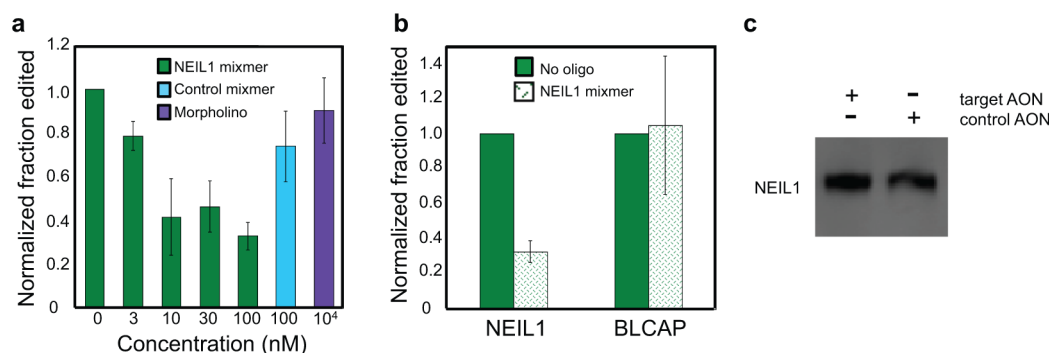 a
1.2
1.0
0.8
0.6
0.4
0.2
0
Normalized fraction edited
NEIL1 mixmer
Control mixmer
Morpholino
0 3 10 30 100 100 10⁴
Concentration (nM)
b
1.4
1.2
1.0
0.8
0.6
0.4
0.2
0
Normalized fraction edited
No oligo
NEIL1 mixmer
NEIL1 BLCAP
c
+ - target AON
- + control AON
NEIL1